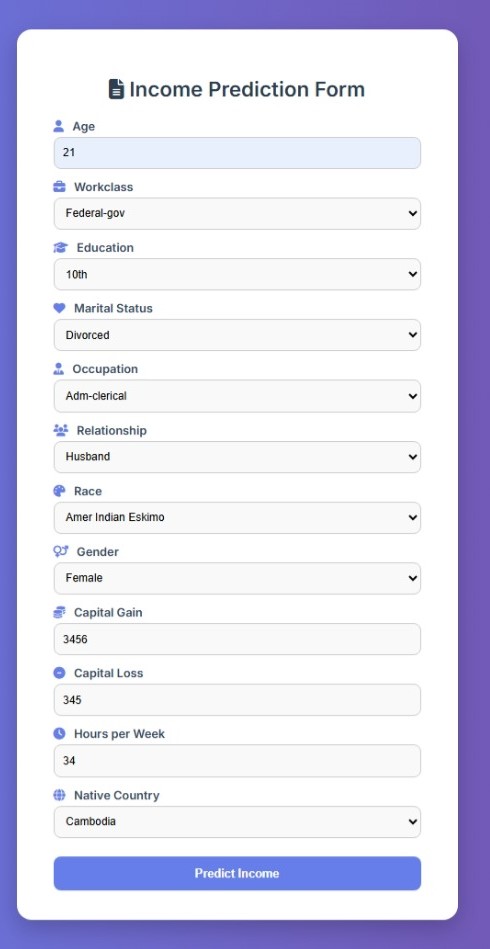 Income Prediction Form
Age
21
Workclass
Federal-gov
Education
10th
Marital Status
Divorced
Occupation
Adm-clerical
Relationship
Husband
Race
Amer Indian Eskimo
Gender
Female
Capital Gain
3456
Capital Loss
345
Hours per Week
34
Native Country
Cambodia
Predict Income